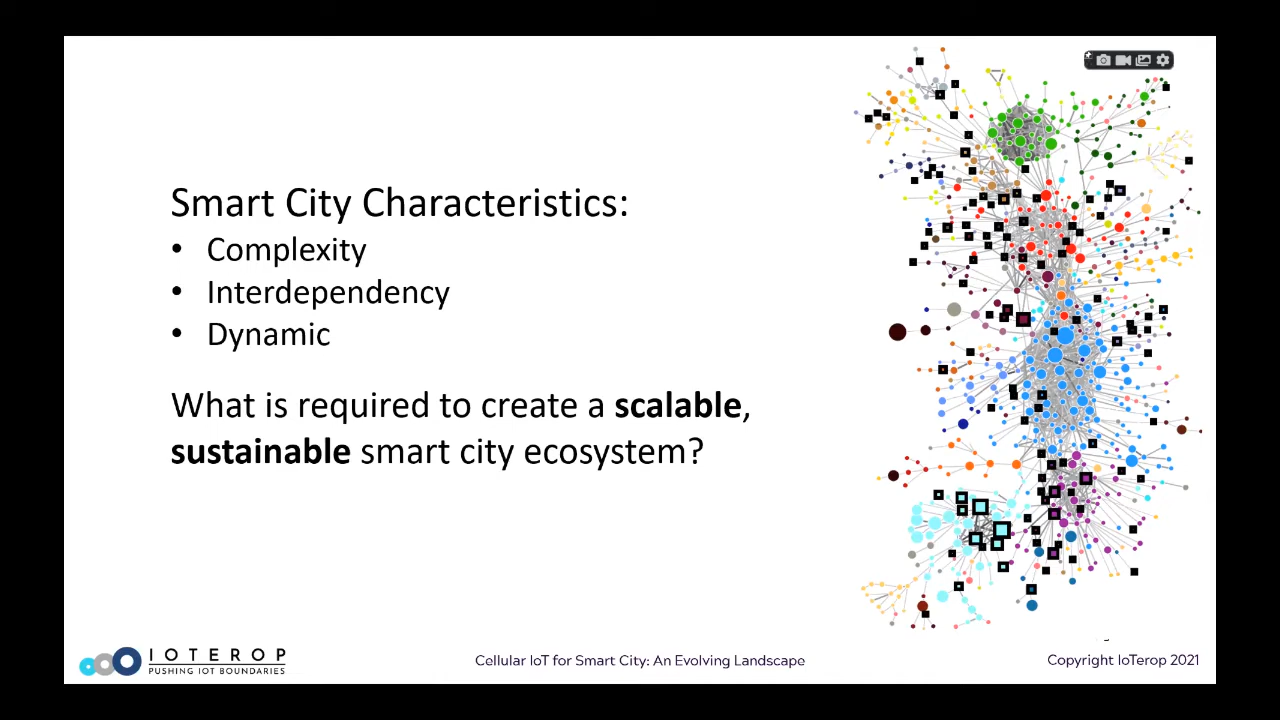 Smart City Characteristics:
• Complexity
• Interdependency
• Dynamic
What is required to create a scalable,
sustainable smart city ecosystem?
IOTEROP
PUSHING IOT BOUNDARIES
Cellular IoT for Smart City: An Evolving Landscape
Copyright IoTerop 2021